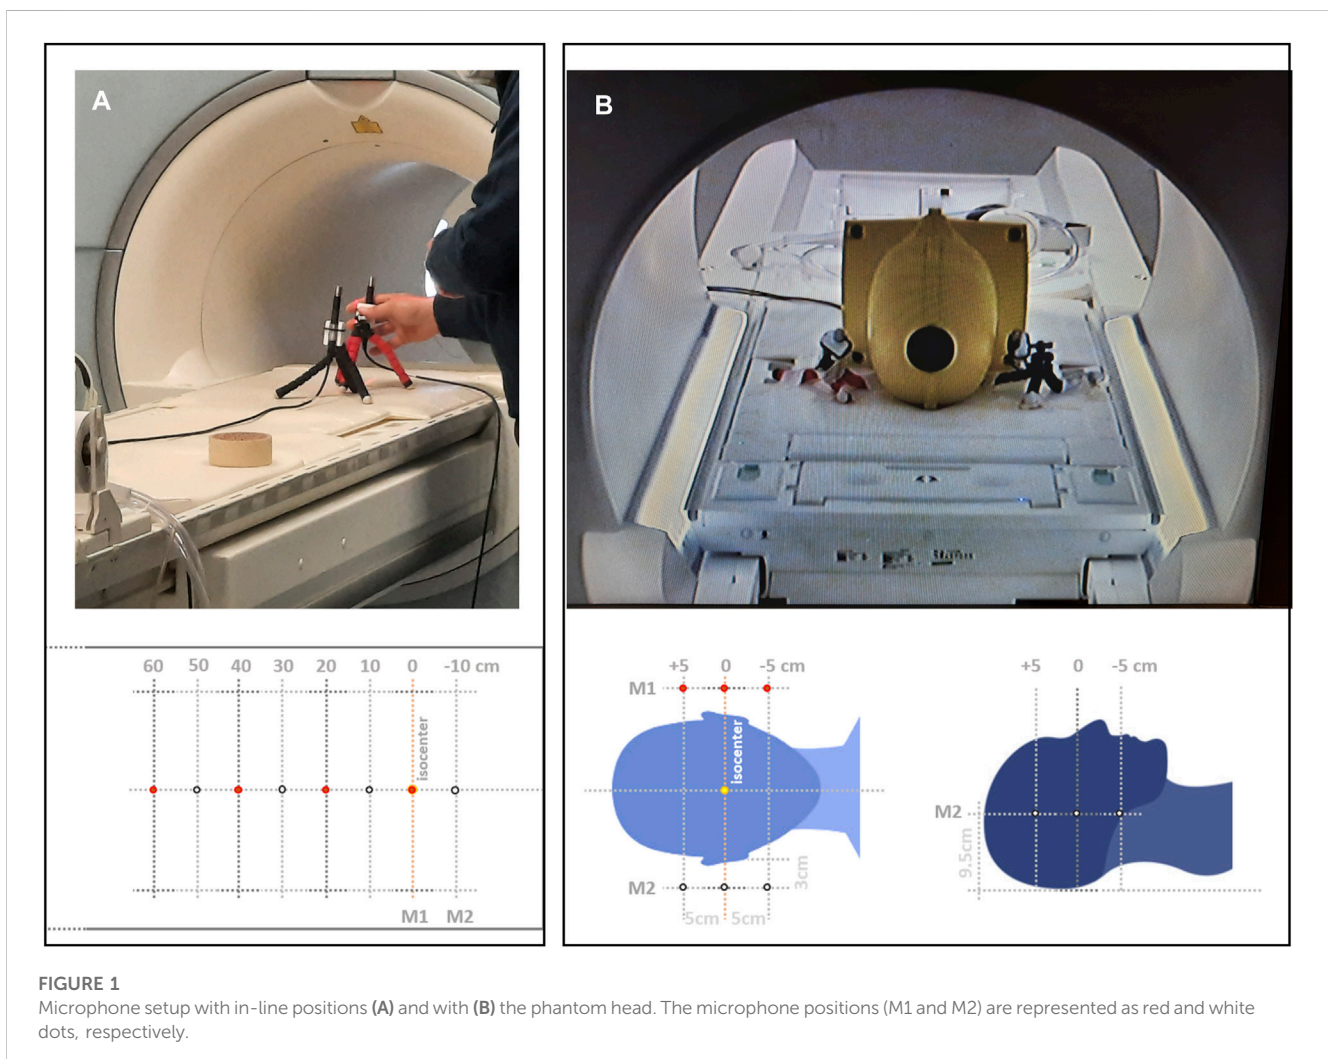 A
B
60 50 40 30 20 10 0 -10 cm
isocenter
M1 M2
+5 0 -5 cm
M1
isocenter
M2
3cm
5cm 5cm
+5 0 -5 cm
M2
9.5cm
FIGURE 1
Microphone setup with in-line positions (A) and with (B) the phantom head. The microphone positions (M1 and M2) are represented as red and white
dots, respectively.